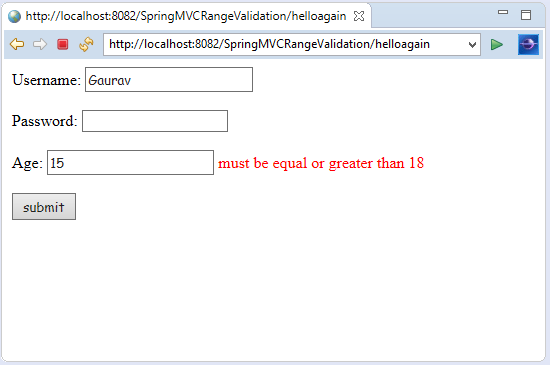 http://localhost:8082/SpringMVCRangeValidation/helloagain
http://localhost:8082/SpringMVCRangeValidation/helloagain
Username: Gaurav
Password:
Age: 15 must be equal or greater than 18
submit